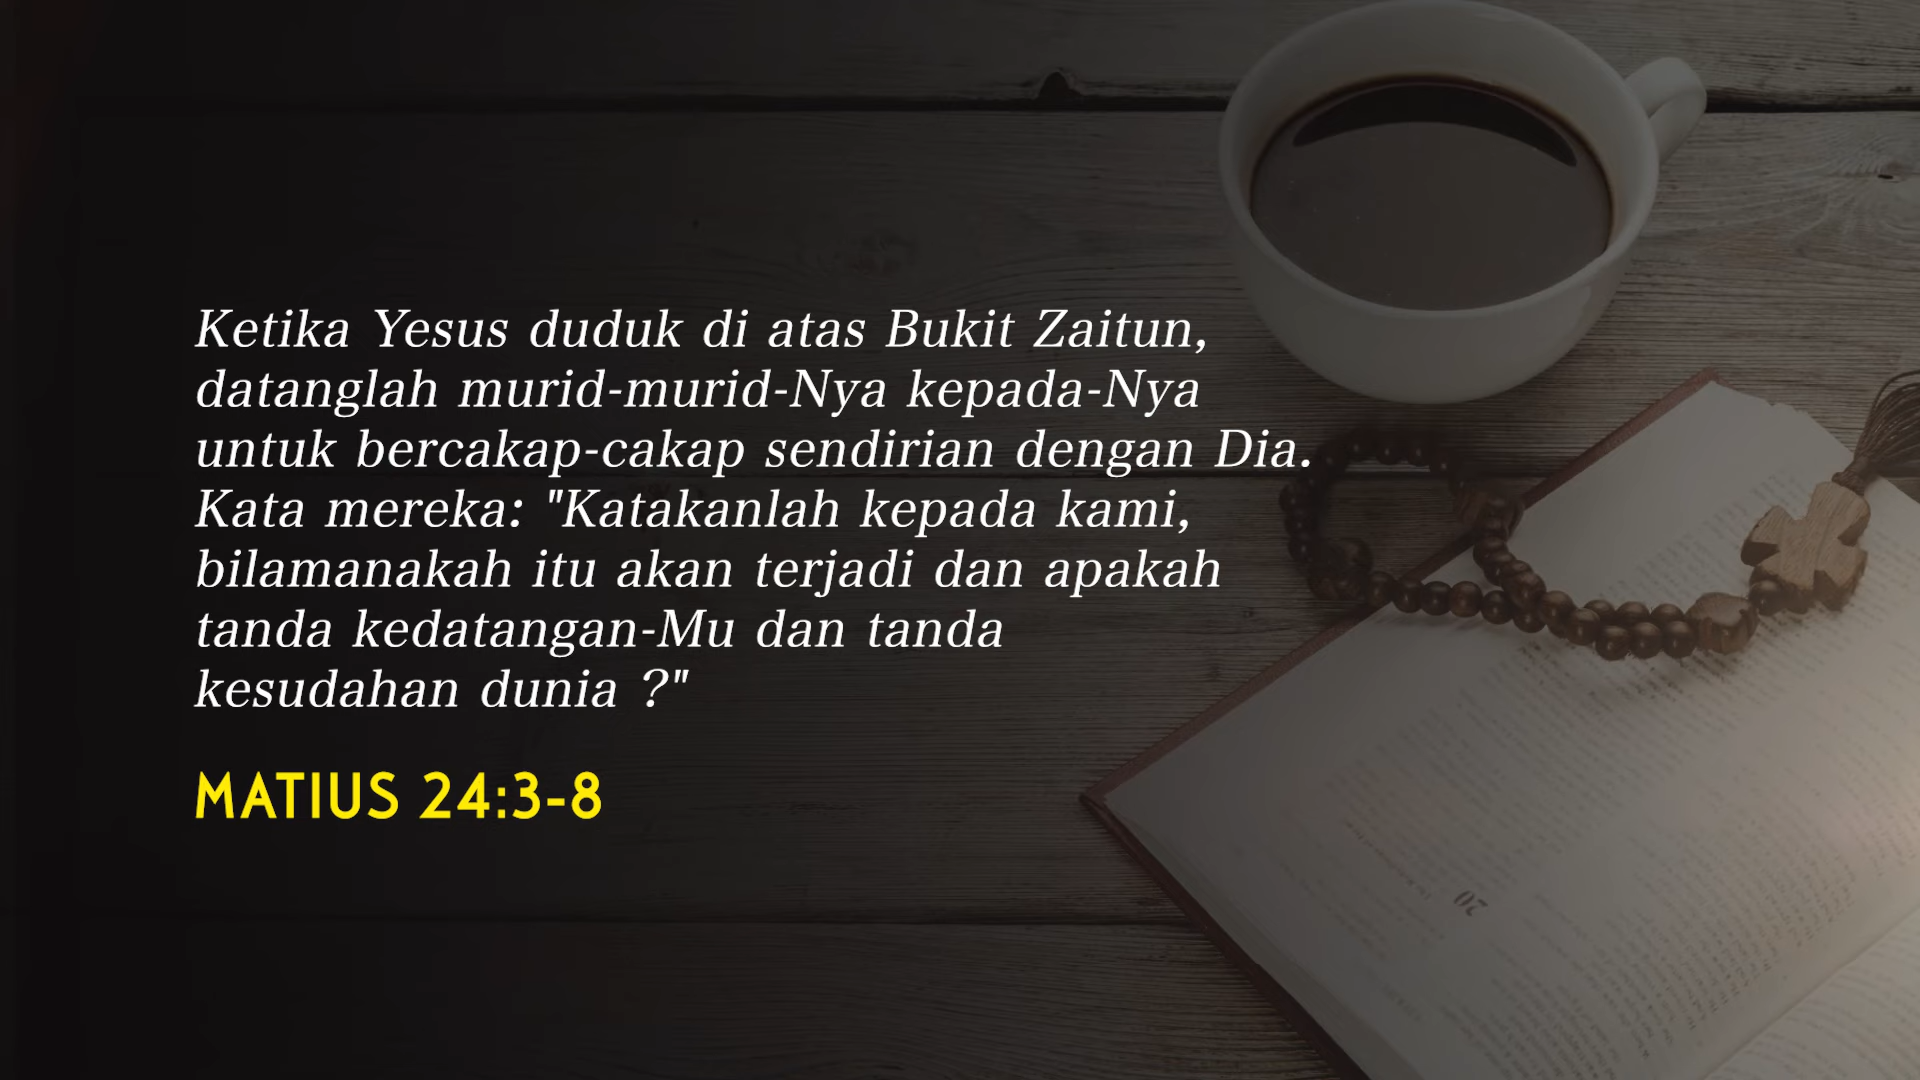 Ketika Yesus duduk di atas Bukit Zaitun,
datanglah murid-murid-Nya kepada-Nya
untuk bercakap-cakap sendirian dengan Dia.
Kata mereka: "Katakanlah kepada kami,
bilamanakah itu akan terjadi dan apakah
tanda kedatangan-Mu dan tanda
kesudahan dunia ?"
MATIUS 24:3-8
20